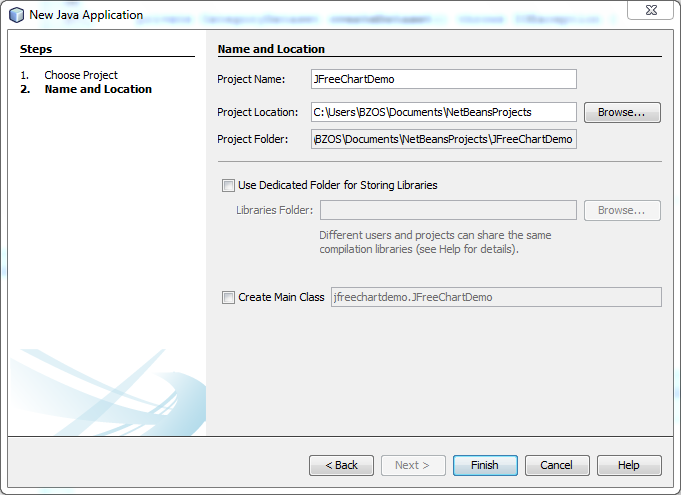 New Java Application
Steps
1. Choose Project
2. Name and Location
Name and Location
Project Name: JFreeChartDemo
Project Location: C:\Users\BZOS\Documents\NetBeansProjects Browse...
Project Folder: \BZOS\Documents\NetBeansProjects\JFreeChartDemo
Use Dedicated Folder for Storing Libraries
Libraries Folder: Browse...
Different users and projects can share the same
compilation libraries (see Help for details).
Create Main Class jfreechartdemo.JFreeChartDemo
< Back Next > Finish Cancel Help